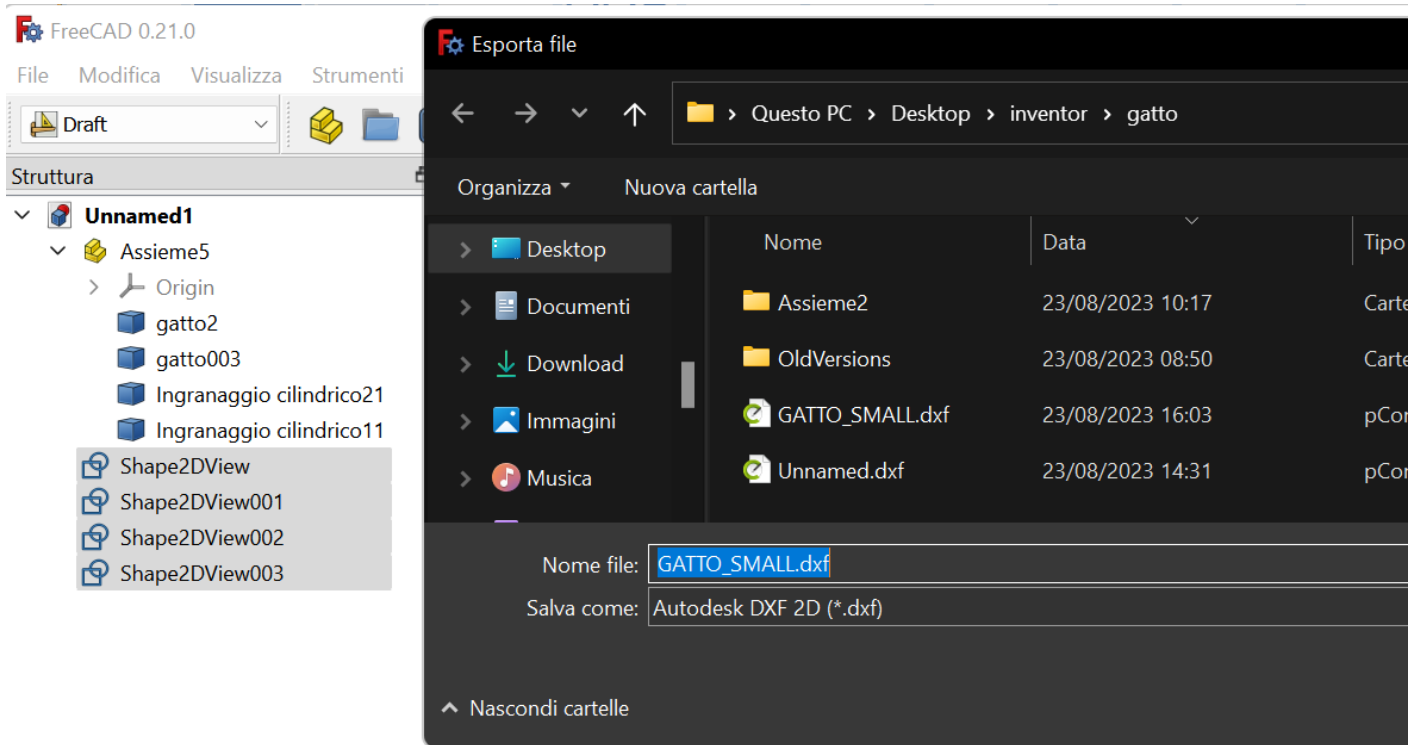 FreeCAD 0.21.0
File Modifica Visualizza Strumenti
Draft
Struttura
Unnamed1
Assieme5
Origin
gatto2
gatto003
Ingranaggio cilindrico21
Ingranaggio cilindrico11
Shape2DView
Shape2DView001
Shape2DView002
Shape2DView003
Esporta file
Questo PC > Desktop > inventor > gatto
Organizza Nuova cartella
Desktop
Documenti
Download
Immagini
Musica
Nome Data Tipo
Assieme2 23/08/2023 10:17
OldVersions 23/08/2023 08:50
GATTO_SMALL.dxf 23/08/2023 16:03
Unnamed.dxf 23/08/2023 14:31
Nome file: GATTO_SMALL.dxf
Salva come: Autodesk DXF 2D (*.dxf)
Nascondi cartelle